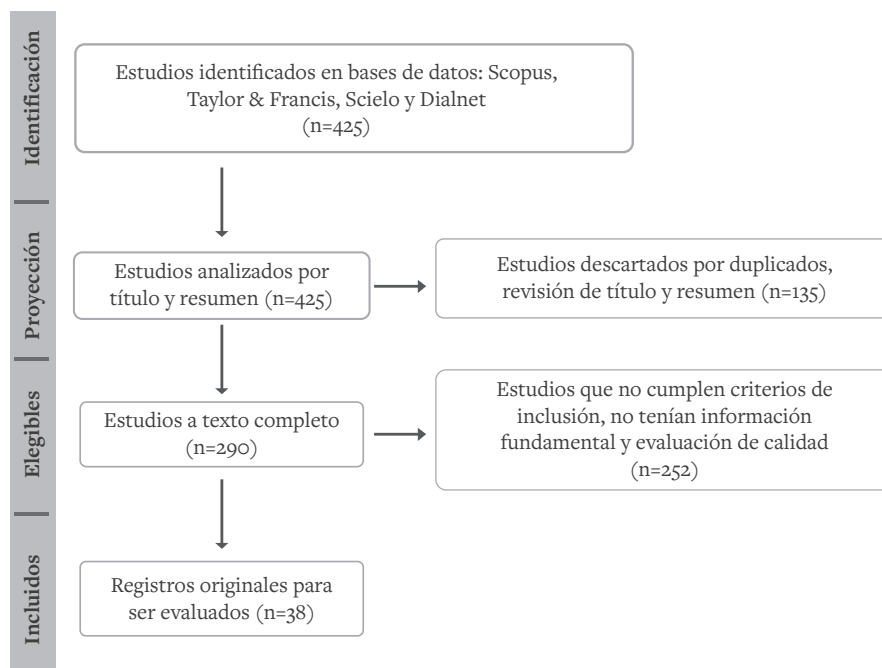 Identificación
Estudios identificados en bases de datos: Scopus,
Taylor & Francis, Scielo y Dialnet
(n=425)
Proyección
Estudios analizados por
título y resumen (n=425)
Estudios descartados por duplicados,
revisión de título y resumen (n=135)
Elegibles
Estudios a texto completo
(n=290)
Estudios que no cumplen criterios de
inclusión, no tenían información
fundamental y evaluación de calidad
(n=252)
Incluidos
Registros originales para
ser evaluados (n=38)